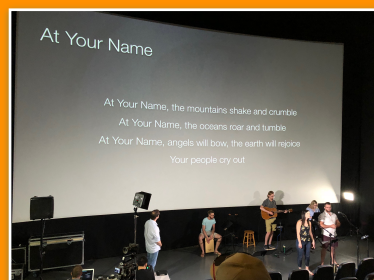 At Your Name
At Your Name, the mountains shake and crumble
At Your Name, the oceans roar and tumble
At Your Name, angels will bow, the earth will rejoice
Your people cry out